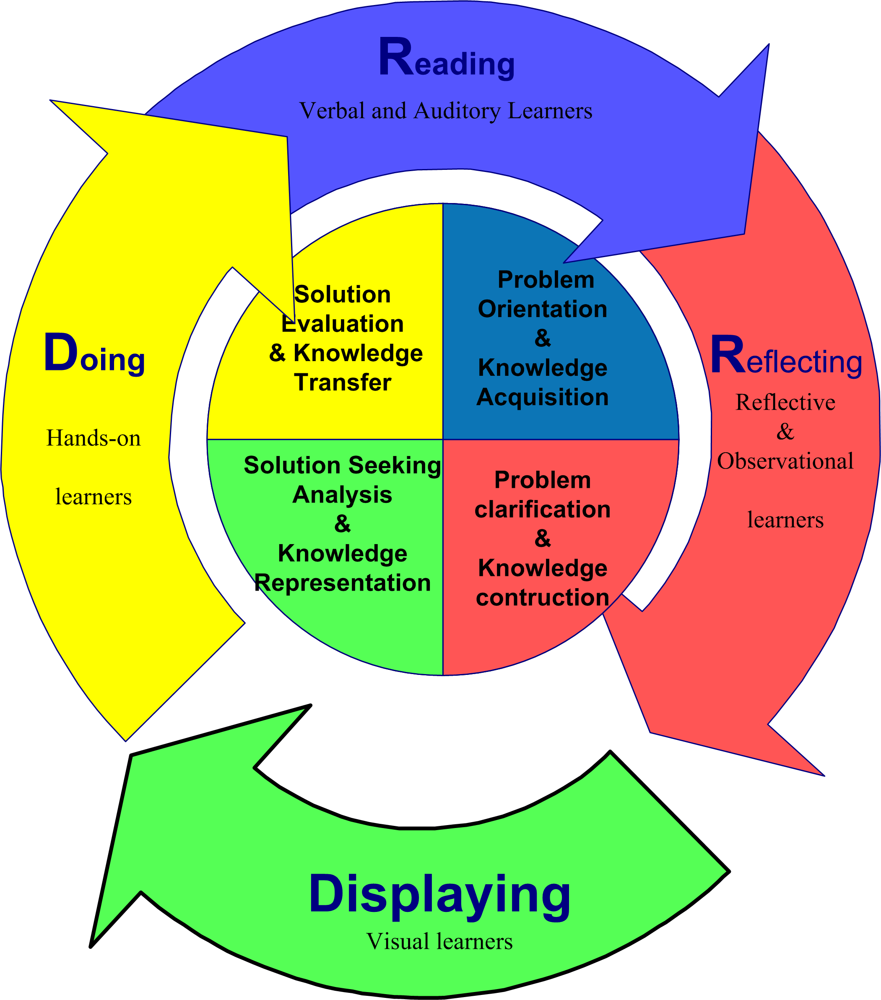 Reading
Verbal and Auditory Learners
Doing
Hands-on
learners
Solution
Evaluation
& Knowledge
Transfer
Problem
Orientation
&
Knowledge
Acquisition
Reflecting
Reflective
&
Observational
learners
Solution Seeking
Analysis
&
Knowledge
Representation
Problem
clarification
&
Knowledge
contruction
Displaying
Visual learners